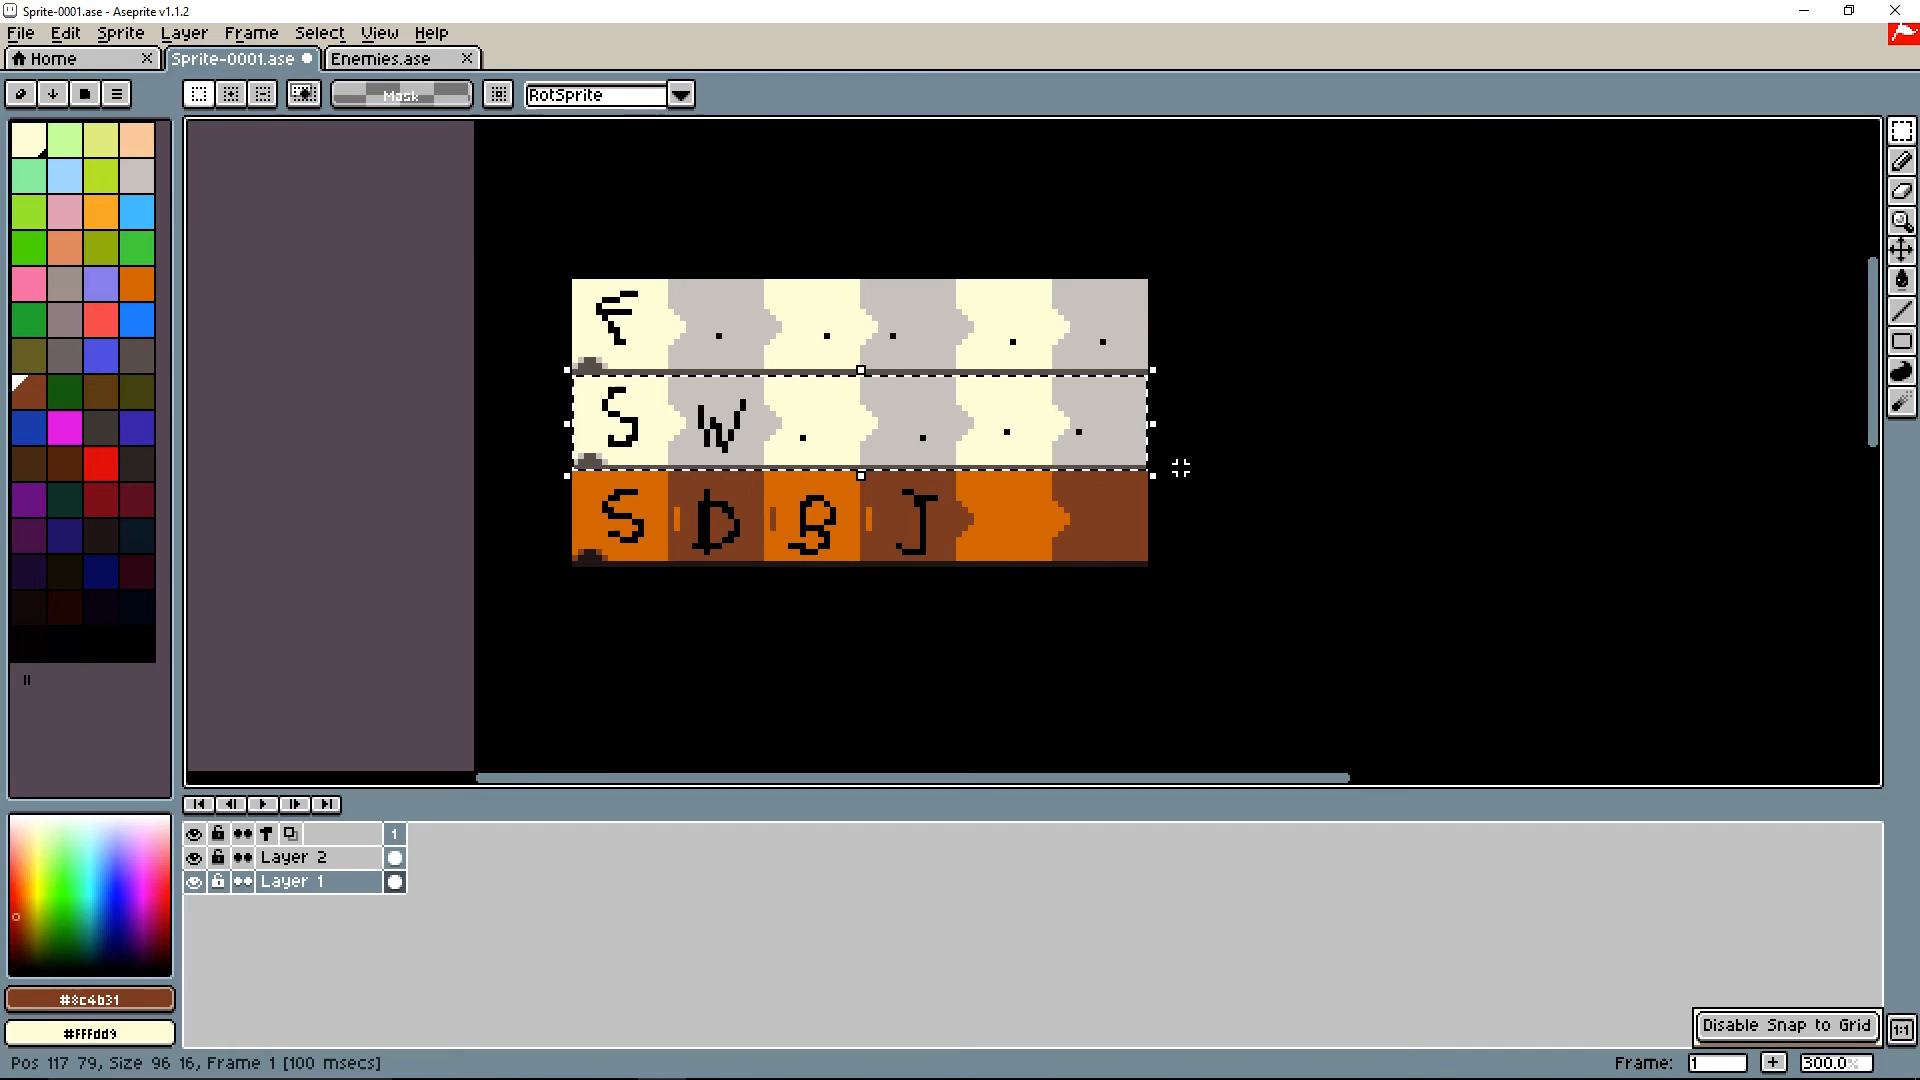 Sprite-0001.ase - Aseprite v1.1.2
File Edit Sprite Layer Frame Select View Help
Home Sprite-0001.ase Enemies.ase
Mask RotSprite
F . . . . .
S W . . . .
S D B J
1
Layer 2
Layer 1
#8c4b31
#fffdd9
Disable Snap to Grid 1:1
Pos 117 79, Size 96 16, Frame 1 [100 msecs] Frame: 1 + 300.0%